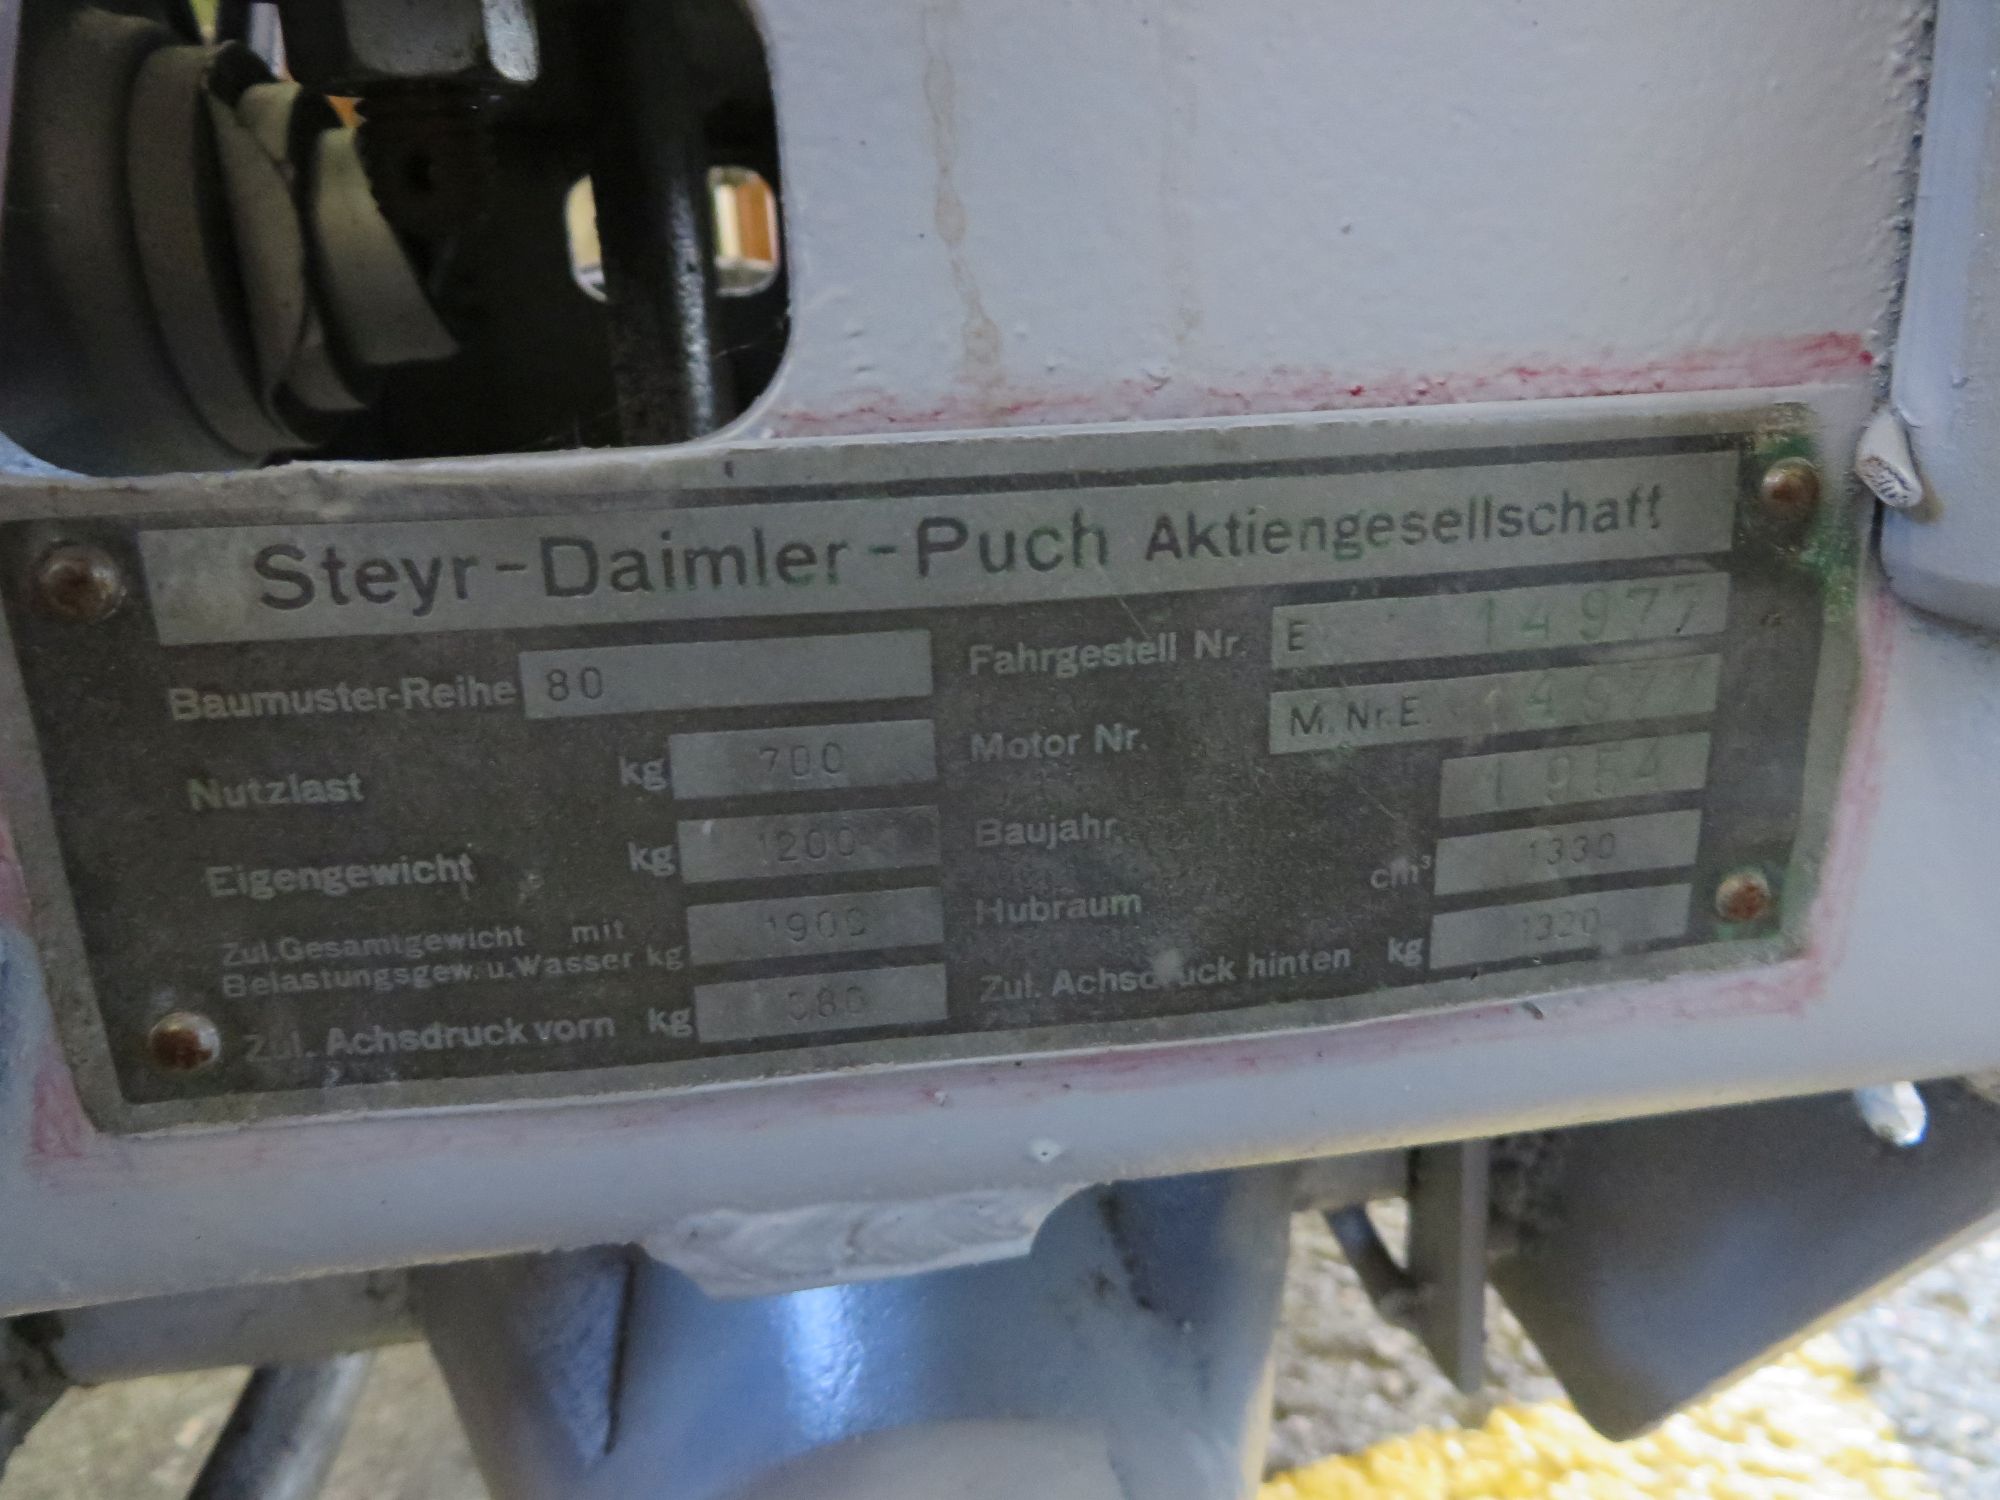 Steyr-Daimler-Puch Aktiengesellschaft
Baumuster-Reihe 80
Nutzlast kg 700
Eigengewicht kg 1200
Zul.Gesamtgewicht mit
Belastungsgew.u.Wasser kg 1900
Zul. Achsdruck vorn kg
Fahrgestell Nr. E 14977
Motor Nr. M.Nr.E. 14977
Baujahr 1954
Hubraum cm³ 1330
Zul. Achsdruck hinten kg 1320